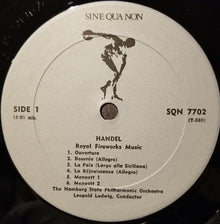 SINE QUA NON
SIDE 1
SQN 7702
HANDEL
Royal Fireworks Music
1. Ouverture
2. Bourrée (Allegro)
3. La Paix (Largo alla Siciliana)
4. La Réjouissance (Allegro)
5. Menuett 1
6. Menuett 2
The Hamburg State Philharmonic Orchestra
Leopold Ludwig, Conductor